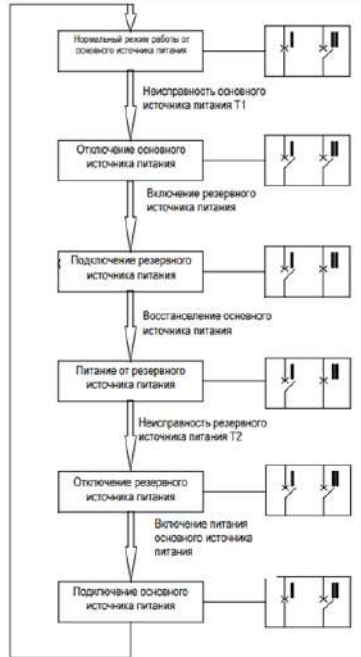 Нормальный режим работы от
основного источника питания
I II
Неисправность основного
источника питания Т1
Отключение основного
источника питания
I II
Включение резервного
источника питания
Подключение резервного
источника питания
I II
Восстановление основного
источника питания
Питание от резервного
источника питания
I II
Неисправность резервного
источника питания Т2
Отключение резервного
источника питания
I II
Включение питания
основного источника
питания
Подключение основного
источника питания
I II